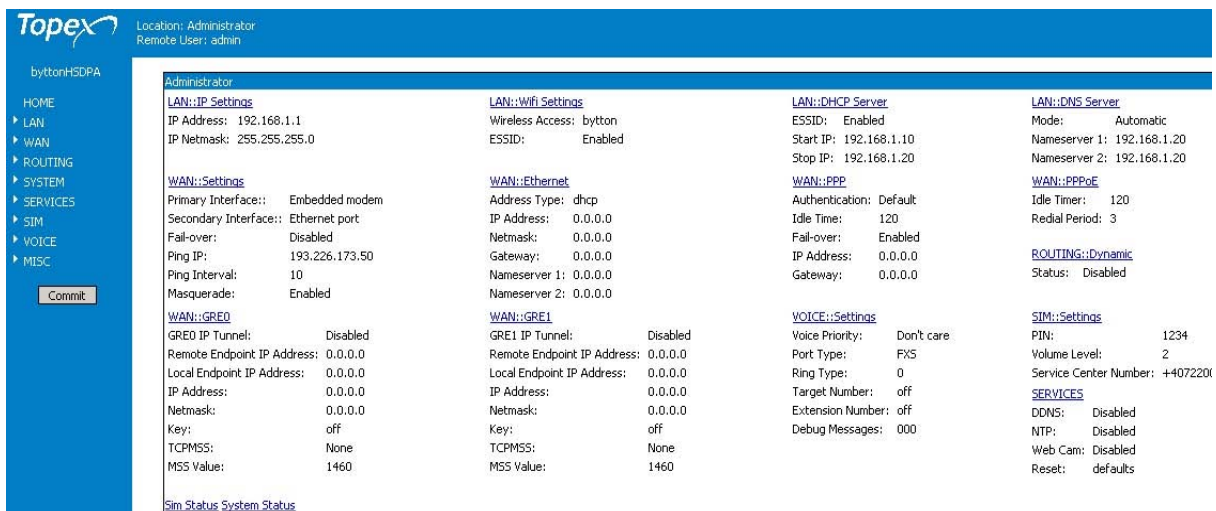 Topex
Location: Administrator
Remote User: admin
byttonHSDPA
HOME
LAN
WAN
ROUTING
SYSTEM
SERVICES
SIM
VOICE
MISC
Commit
Administrator
LAN::IP Settings
IP Address: 192.168.1.1
IP Netmask: 255.255.255.0
LAN::Wifi Settings
Wireless Access: bytton
ESSID: Enabled
LAN::DHCP Server
ESSID: Enabled
Start IP: 192.168.1.10
Stop IP: 192.168.1.20
LAN::DNS Server
Mode: Automatic
Nameserver 1: 192.168.1.20
Nameserver 2: 192.168.1.20
WAN::Settings
Primary Interface:: Embedded modem
Secondary Interface:: Ethernet port
Fail-over: Disabled
Ping IP: 193.226.173.50
Ping Interval: 10
Masquerade: Enabled
WAN::Ethernet
Address Type: dhcp
IP Address: 0.0.0.0
Netmask: 0.0.0.0
Gateway: 0.0.0.0
Nameserver 1: 0.0.0.0
Nameserver 2: 0.0.0.0
WAN::PPP
Authentication: Default
Idle Time: 120
Fail-over: Enabled
IP Address: 0.0.0.0
Gateway: 0.0.0.0
WAN::PPPoE
Idle Timer: 120
Redial Period: 3
ROUTING::Dynamic
Status: Disabled
WAN::GRE0
GRE0 IP Tunnel: Disabled
Remote Endpoint IP Address: 0.0.0.0
Local Endpoint IP Address: 0.0.0.0
IP Address: 0.0.0.0
Netmask: 0.0.0.0
Key: off
TCPMSS: None
MSS Value: 1460
WAN::GRE1
GRE1 IP Tunnel: Disabled
Remote Endpoint IP Address: 0.0.0.0
Local Endpoint IP Address: 0.0.0.0
IP Address: 0.0.0.0
Netmask: 0.0.0.0
Key: off
TCPMSS: None
MSS Value: 1460
VOICE::Settings
Voice Priority: Don't care
Port Type: FXS
Ring Type: 0
Target Number: off
Extension Number: off
Debug Messages: 000
SIM::Settings
PIN: 1234
Volume Level: 2
Service Center Number: +4072200
SERVICES
DDNS: Disabled
NTP: Disabled
Web Cam: Disabled
Reset: defaults
Sim Status System Status